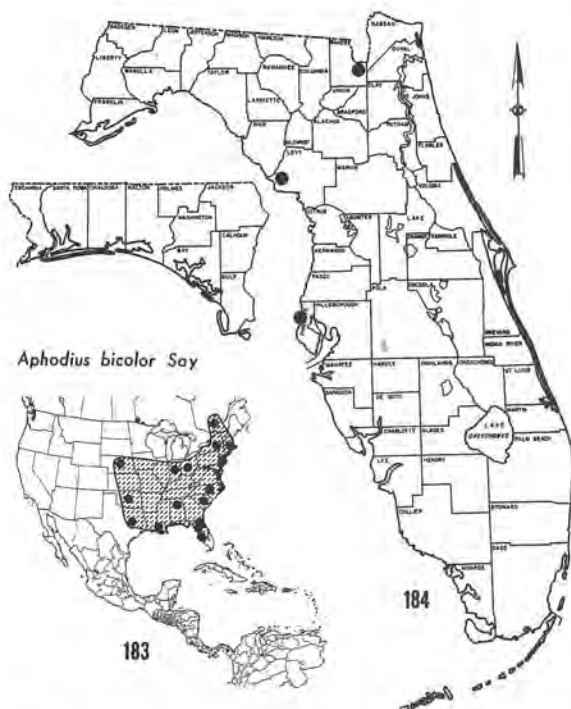 NASSAU
GADSDEN
LEON
JEFFERSON
MADISON
HAMILTON
BAKER
DUVAL
LIBERTY
WAKULLA
TAYLOR
SUWANNEE
COLUMBIA
UNION
CLAY
ST JOHNS
LAFAYETTE
BRADFORD
FRANKLIN
DIXIE
ALACHUA
PUTNAM
GILCHRIST
FLAGLER
LEVY
MARION
VOLUSIA
ESCAMBIA
SANTA ROSA
OKALOOSA
WALTON
HOLMES
JACKSON
WASHINGTON
BAY
CALHOUN
GULF
CITRUS
SUMTER
LAKE
ORANGE
SEMINOLE
HERNANDO
PASCO
POLK
OSCEOLA
HILLSBOROUGH
BREVARD
INDIAN RIVER
MANATEE
HARDEE
HIGHLANDS
OKEECHOBEE
ST LUCIE
SARASOTA
DE SOTO
MARTIN
CHARLOTTE
GLADES
LAKE
OKEECHOBEE
PALM BEACH
LEE
HENDRY
COLLIER
BROWARD
DADE
MONROE
Aphodius bicolor Say
183
184